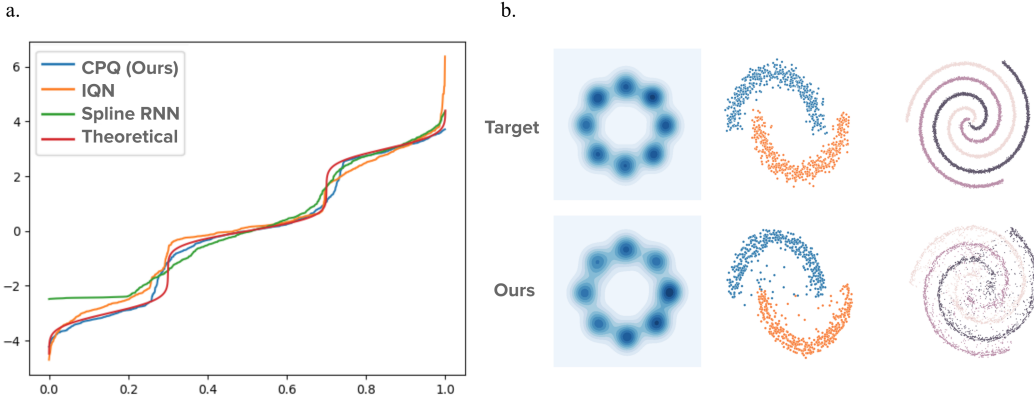 a.
b.
CPQ (Ours)
IQN
Spline RNN
Theoretical
6
4
2
0
−2
−4
0.0 0.2 0.4 0.6 0.8 1.0
Target
Ours